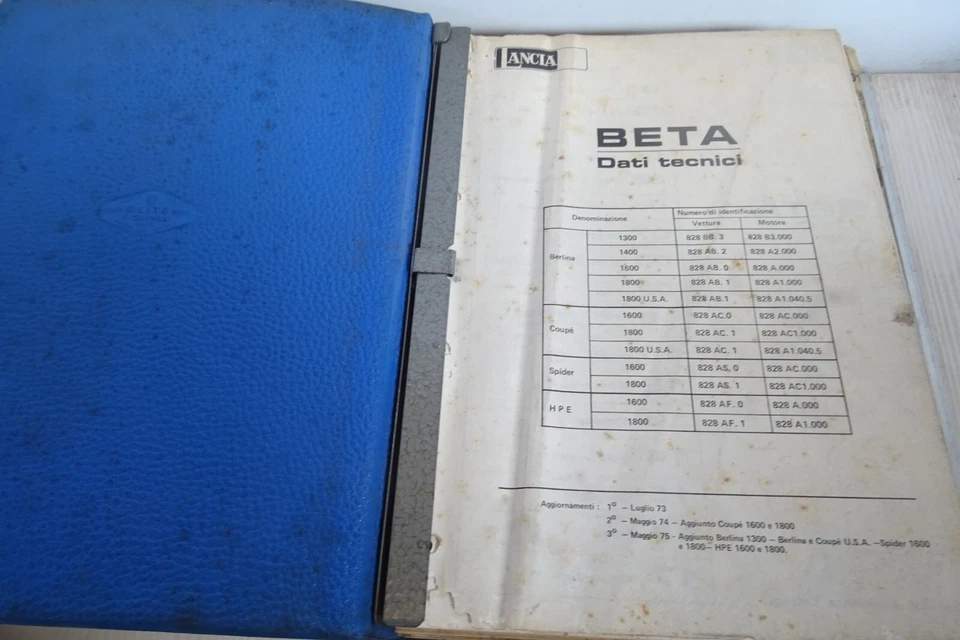 LANCIA
BETA
Dati tecnici
Denominazione Numero di identificazione
Vettura Motore
Berlina 1300 828 BB. 3 828 B3.000
1400 828 AB. 2 828 A2.000
1600 828 AB. 0 828 A.000
1800 828 AB. 1 828 A1.000
1800 U.S.A. 828 AB.1 828 A1.040.5
Coupé 1600 828 AC.0 828 AC.000
1800 828 AC. 1 828 AC1.000
1800 U.S.A. 828 AC. 1 828 A1.040.5
Spider 1600 828 AS. 0 828 AC.000
1800 828 AS. 1 828 AC1.000
H P E 1600 828 AF. 0 828 A.000
1800 828 AF. 1 828 A1.000
Aggiornamenti : 1º – Luglio 73
2º – Maggio 74 – Aggiunto Coupé 1600 e 1800
3º – Maggio 75 - Aggiunto Berlina 1300 – Berlina e Coupé U.S.A. –Spider 1600
e 1800– HPE 1600 e 1800.